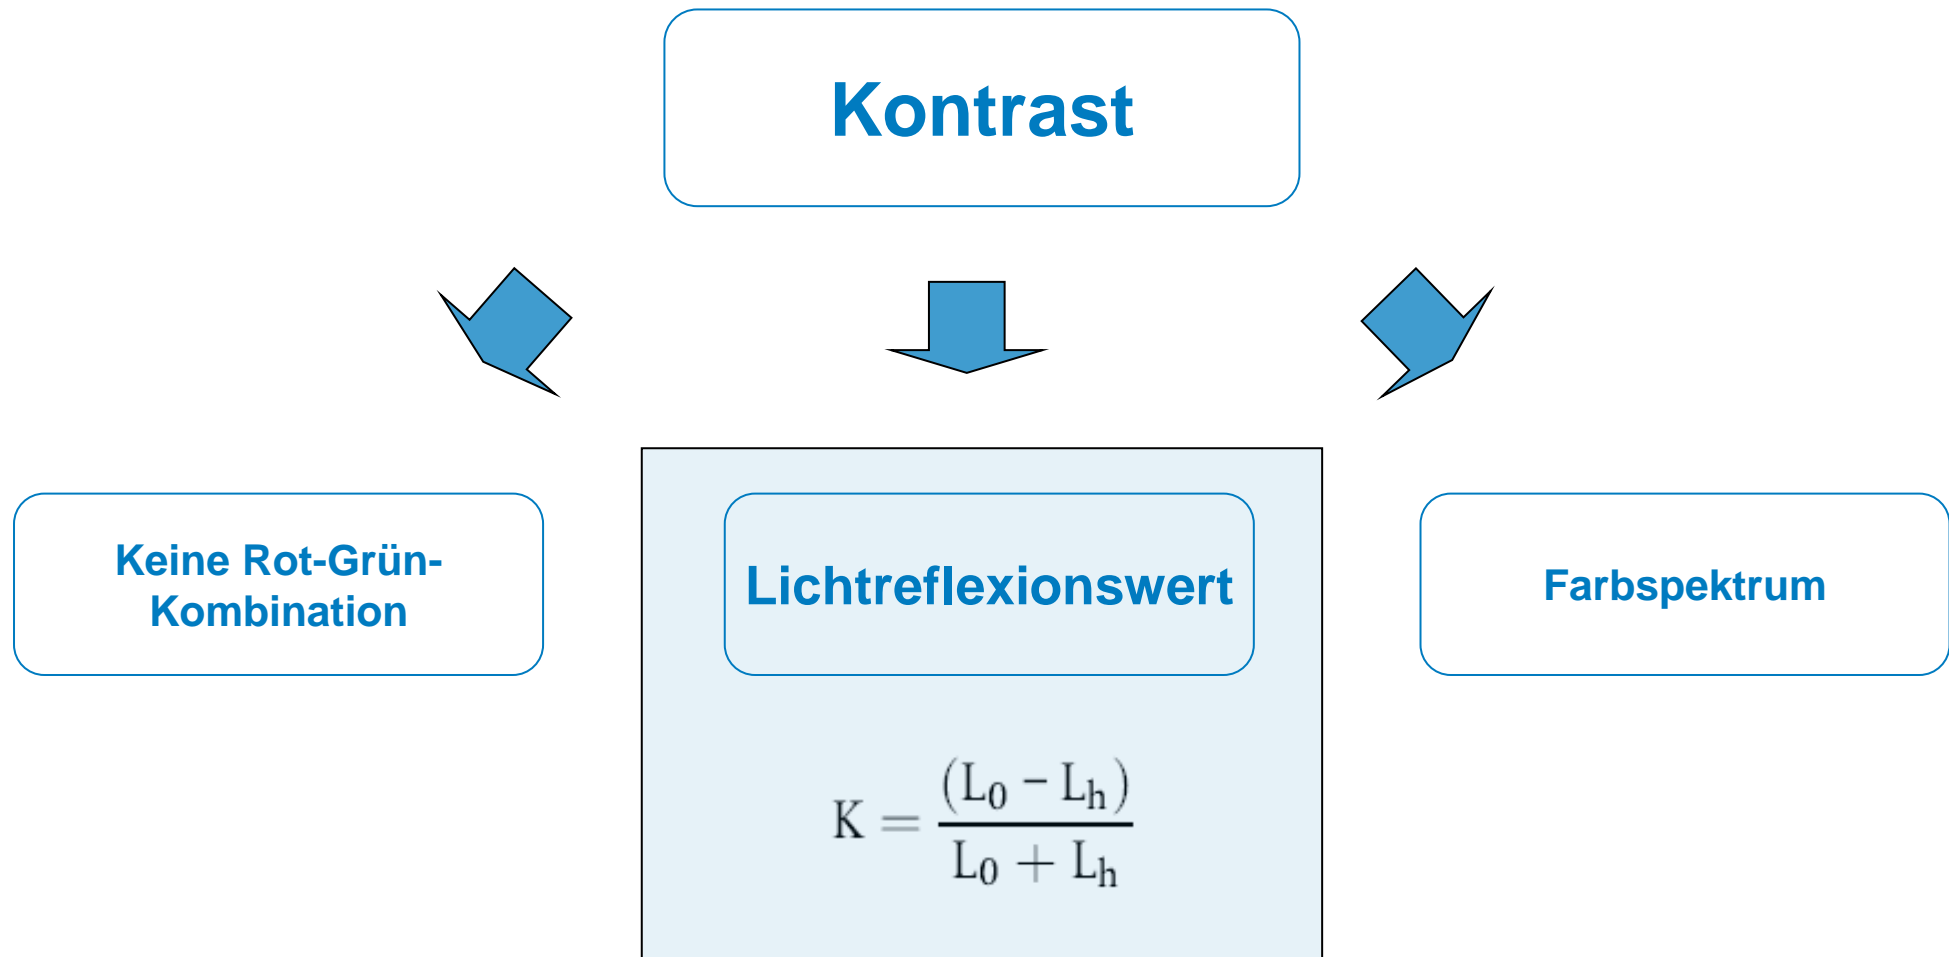 Kontrast
Keine Rot-Grün-
Kombination
Lichtreflexionswert
Farbspektrum
K = (L₀ − Lₕ) / (L₀ + Lₕ)